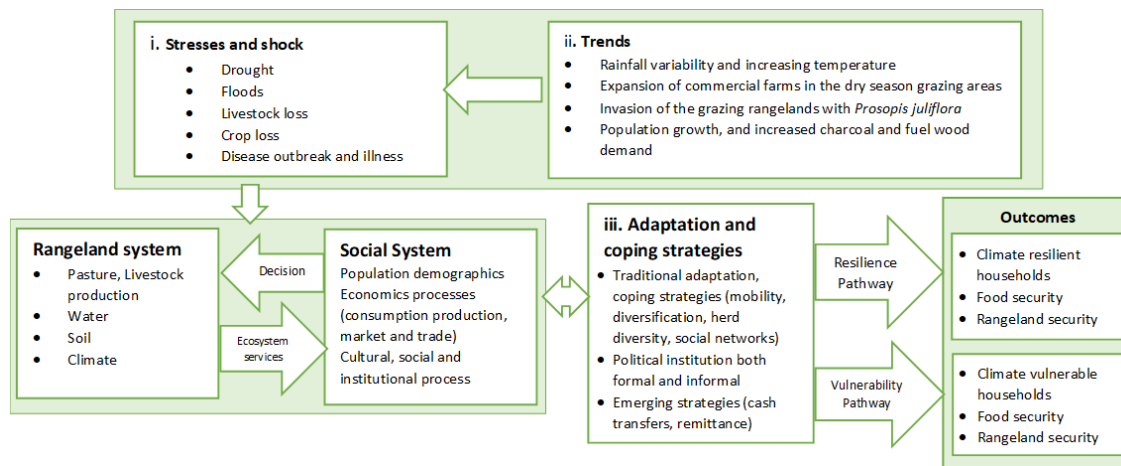 i. Stresses and shock
• Drought
• Floods
• Livestock loss
• Crop loss
• Disease outbreak and illness
ii. Trends
• Rainfall variability and increasing temperature
• Expansion of commercial farms in the dry season grazing areas
• Invasion of the grazing rangelands with Prosopis juliflora
• Population growth, and increased charcoal and fuel wood
demand
Rangeland system
• Pasture, Livestock
production
• Water
• Soil
• Climate
Decision
Ecosystem
services
Social System
Population demographics
Economics processes
(consumption production,
market and trade)
Cultural, social and
institutional process
iii. Adaptation and
coping strategies
• Traditional adaptation,
coping strategies (mobility,
diversification, herd
diversity, social networks)
• Political institution both
formal and informal
• Emerging strategies (cash
transfers, remittance)
Resilience
Pathway
Vulnerability
Pathway
Outcomes
• Climate resilient
households
• Food security
• Rangeland security
• Climate vulnerable
households
• Food security
• Rangeland security